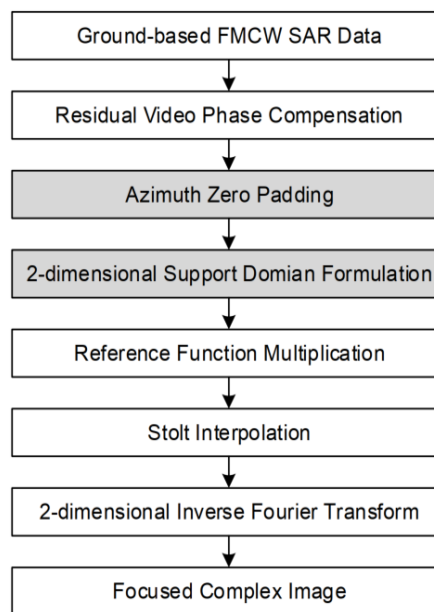 Ground-based FMCW SAR Data
Residual Video Phase Compensation
Azimuth Zero Padding
2-dimensional Support Domian Formulation
Reference Function Multiplication
Stolt Interpolation
2-dimensional Inverse Fourier Transform
Focused Complex Image